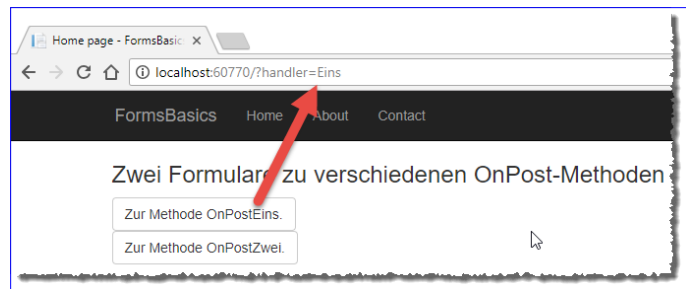 Home page - FormsBasic
localhost:60770/?handler=Eins
FormsBasics Home About Contact
Zwei Formulare zu verschiedenen OnPost-Methoden
Zur Methode OnPostEins.
Zur Methode OnPostZwei.